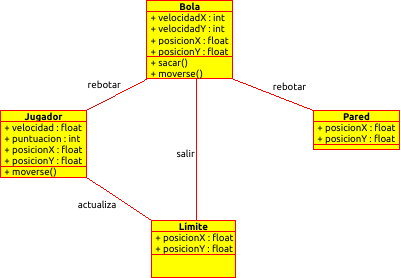 Bola
+ velocidadX : int
+ velocidadY : int
+ posicionX : float
+ posicionY : float
+ sacar()
+ moverse()
rebotar
rebotar
Jugador
+ velocidad : float
+ puntuacion : int
+ posicionX : float
+ posicionY : float
+ moverse()
Pared
+ posicionX : float
+ posicionY : float
salir
actualiza
Limite
+ posicionX : float
+ posicionY : float